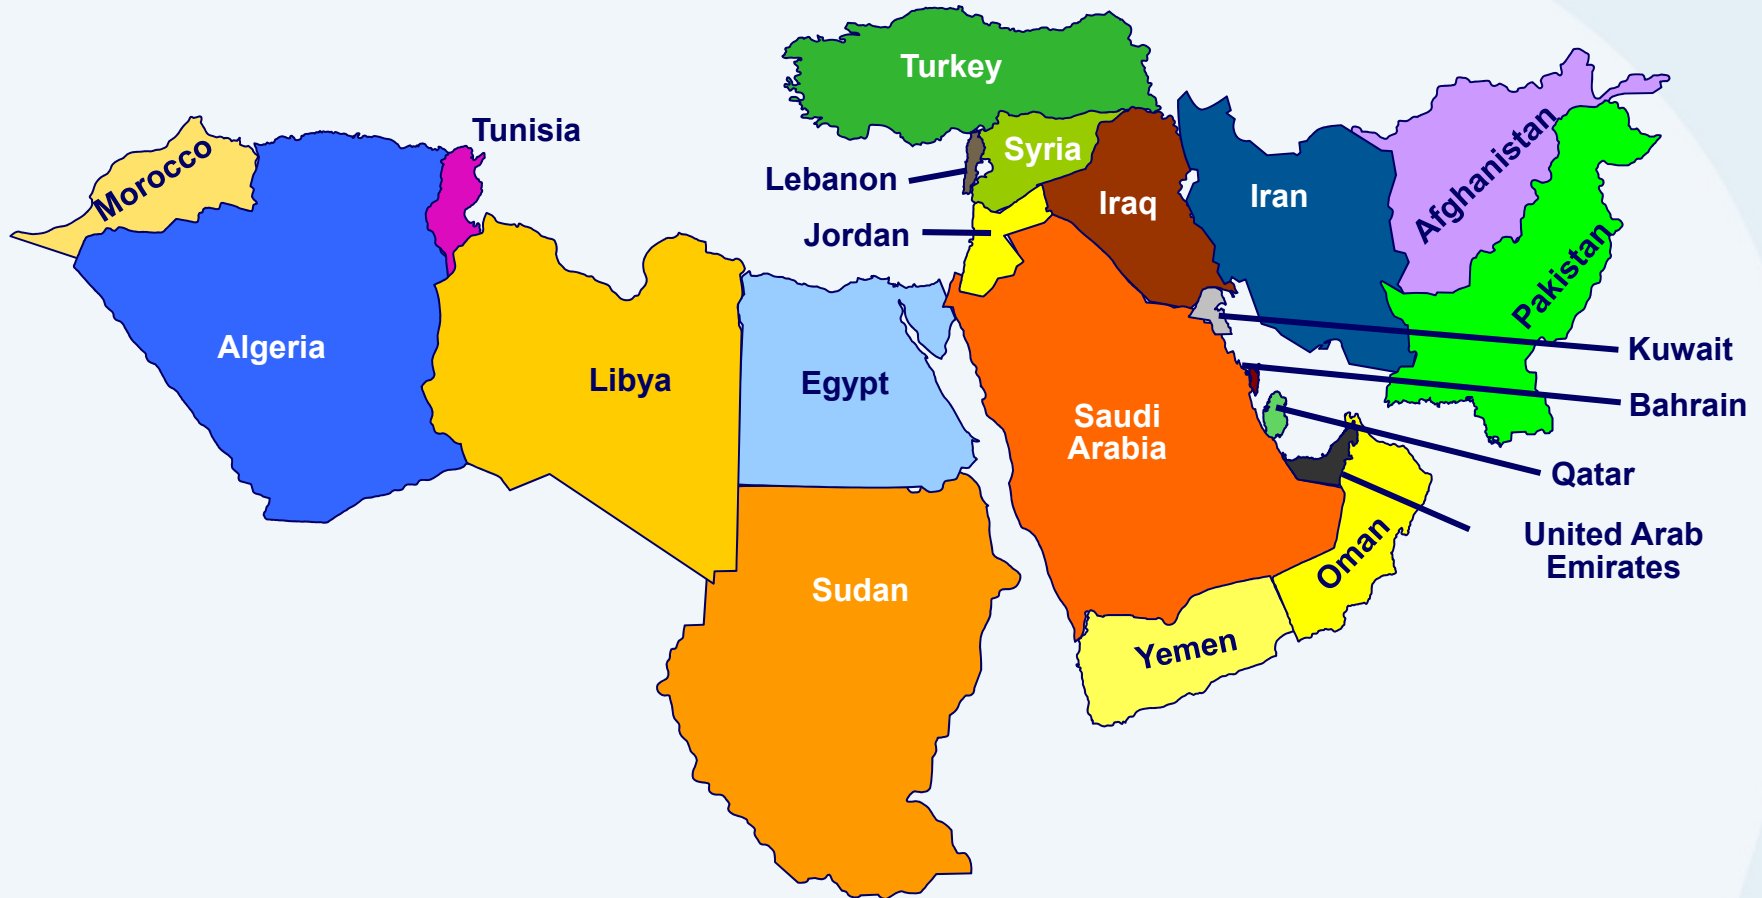 Turkey
Tunisia
Morocco
Syria
Lebanon
Iraq
Iran
Afghanistan
Jordan
Pakistan
Algeria
Libya
Egypt
Kuwait
Saudi
Arabia
Bahrain
Qatar
United Arab
Emirates
Oman
Sudan
Yemen